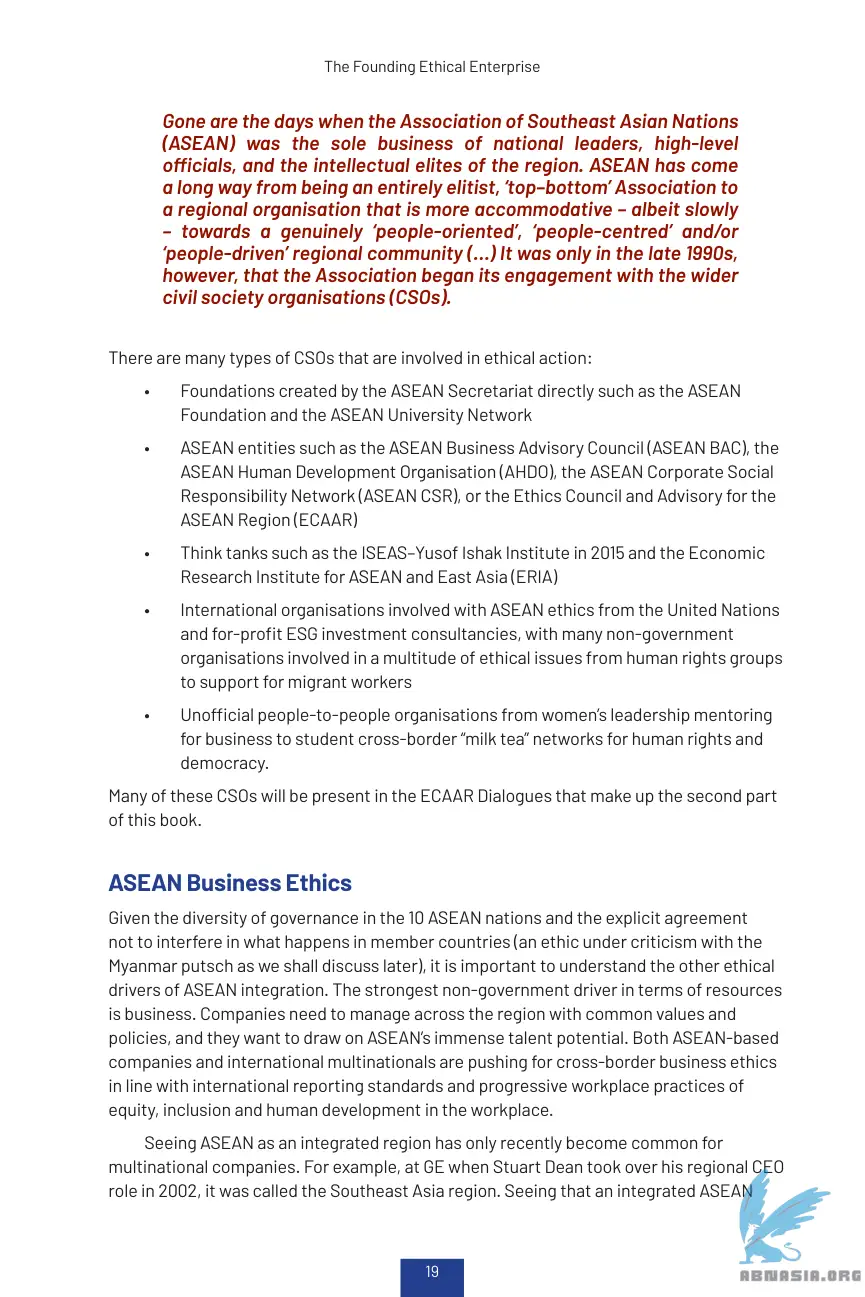 The Founding Ethical Enterprise
Gone are the days when the Association of Southeast Asian Nations
(ASEAN) was the sole business of national leaders, high-level
officials, and the intellectual elites of the region. ASEAN has come
a long way from being an entirely elitist, ‘top–bottom’ Association to
a regional organisation that is more accommodative – albeit slowly
– towards a genuinely ‘people-oriented’, ‘people-centred’ and/or
‘people-driven’ regional community (...) It was only in the late 1990s,
however, that the Association began its engagement with the wider
civil society organisations (CSOs).
There are many types of CSOs that are involved in ethical action:
• Foundations created by the ASEAN Secretariat directly such as the ASEAN
Foundation and the ASEAN University Network
• ASEAN entities such as the ASEAN Business Advisory Council (ASEAN BAC), the
ASEAN Human Development Organisation (AHDO), the ASEAN Corporate Social
Responsibility Network (ASEAN CSR), or the Ethics Council and Advisory for the
ASEAN Region (ECAAR)
• Think tanks such as the ISEAS–Yusof Ishak Institute in 2015 and the Economic
Research Institute for ASEAN and East Asia (ERIA)
• International organisations involved with ASEAN ethics from the United Nations
and for-profit ESG investment consultancies, with many non-government
organisations involved in a multitude of ethical issues from human rights groups
to support for migrant workers
• Unofficial people-to-people organisations from women’s leadership mentoring
for business to student cross-border “milk tea” networks for human rights and
democracy.
Many of these CSOs will be present in the ECAAR Dialogues that make up the second part
of this book.
ASEAN Business Ethics
Given the diversity of governance in the 10 ASEAN nations and the explicit agreement
not to interfere in what happens in member countries (an ethic under criticism with the
Myanmar putsch as we shall discuss later), it is important to understand the other ethical
drivers of ASEAN integration. The strongest non-government driver in terms of resources
is business. Companies need to manage across the region with common values and
policies, and they want to draw on ASEAN’s immense talent potential. Both ASEAN-based
companies and international multinationals are pushing for cross-border business ethics
in line with international reporting standards and progressive workplace practices of
equity, inclusion and human development in the workplace.
Seeing ASEAN as an integrated region has only recently become common for
multinational companies. For example, at GE when Stuart Dean took over his regional CEO
role in 2002, it was called the Southeast Asia region. Seeing that an integrated ASEAN
19
ABNASIA.ORG